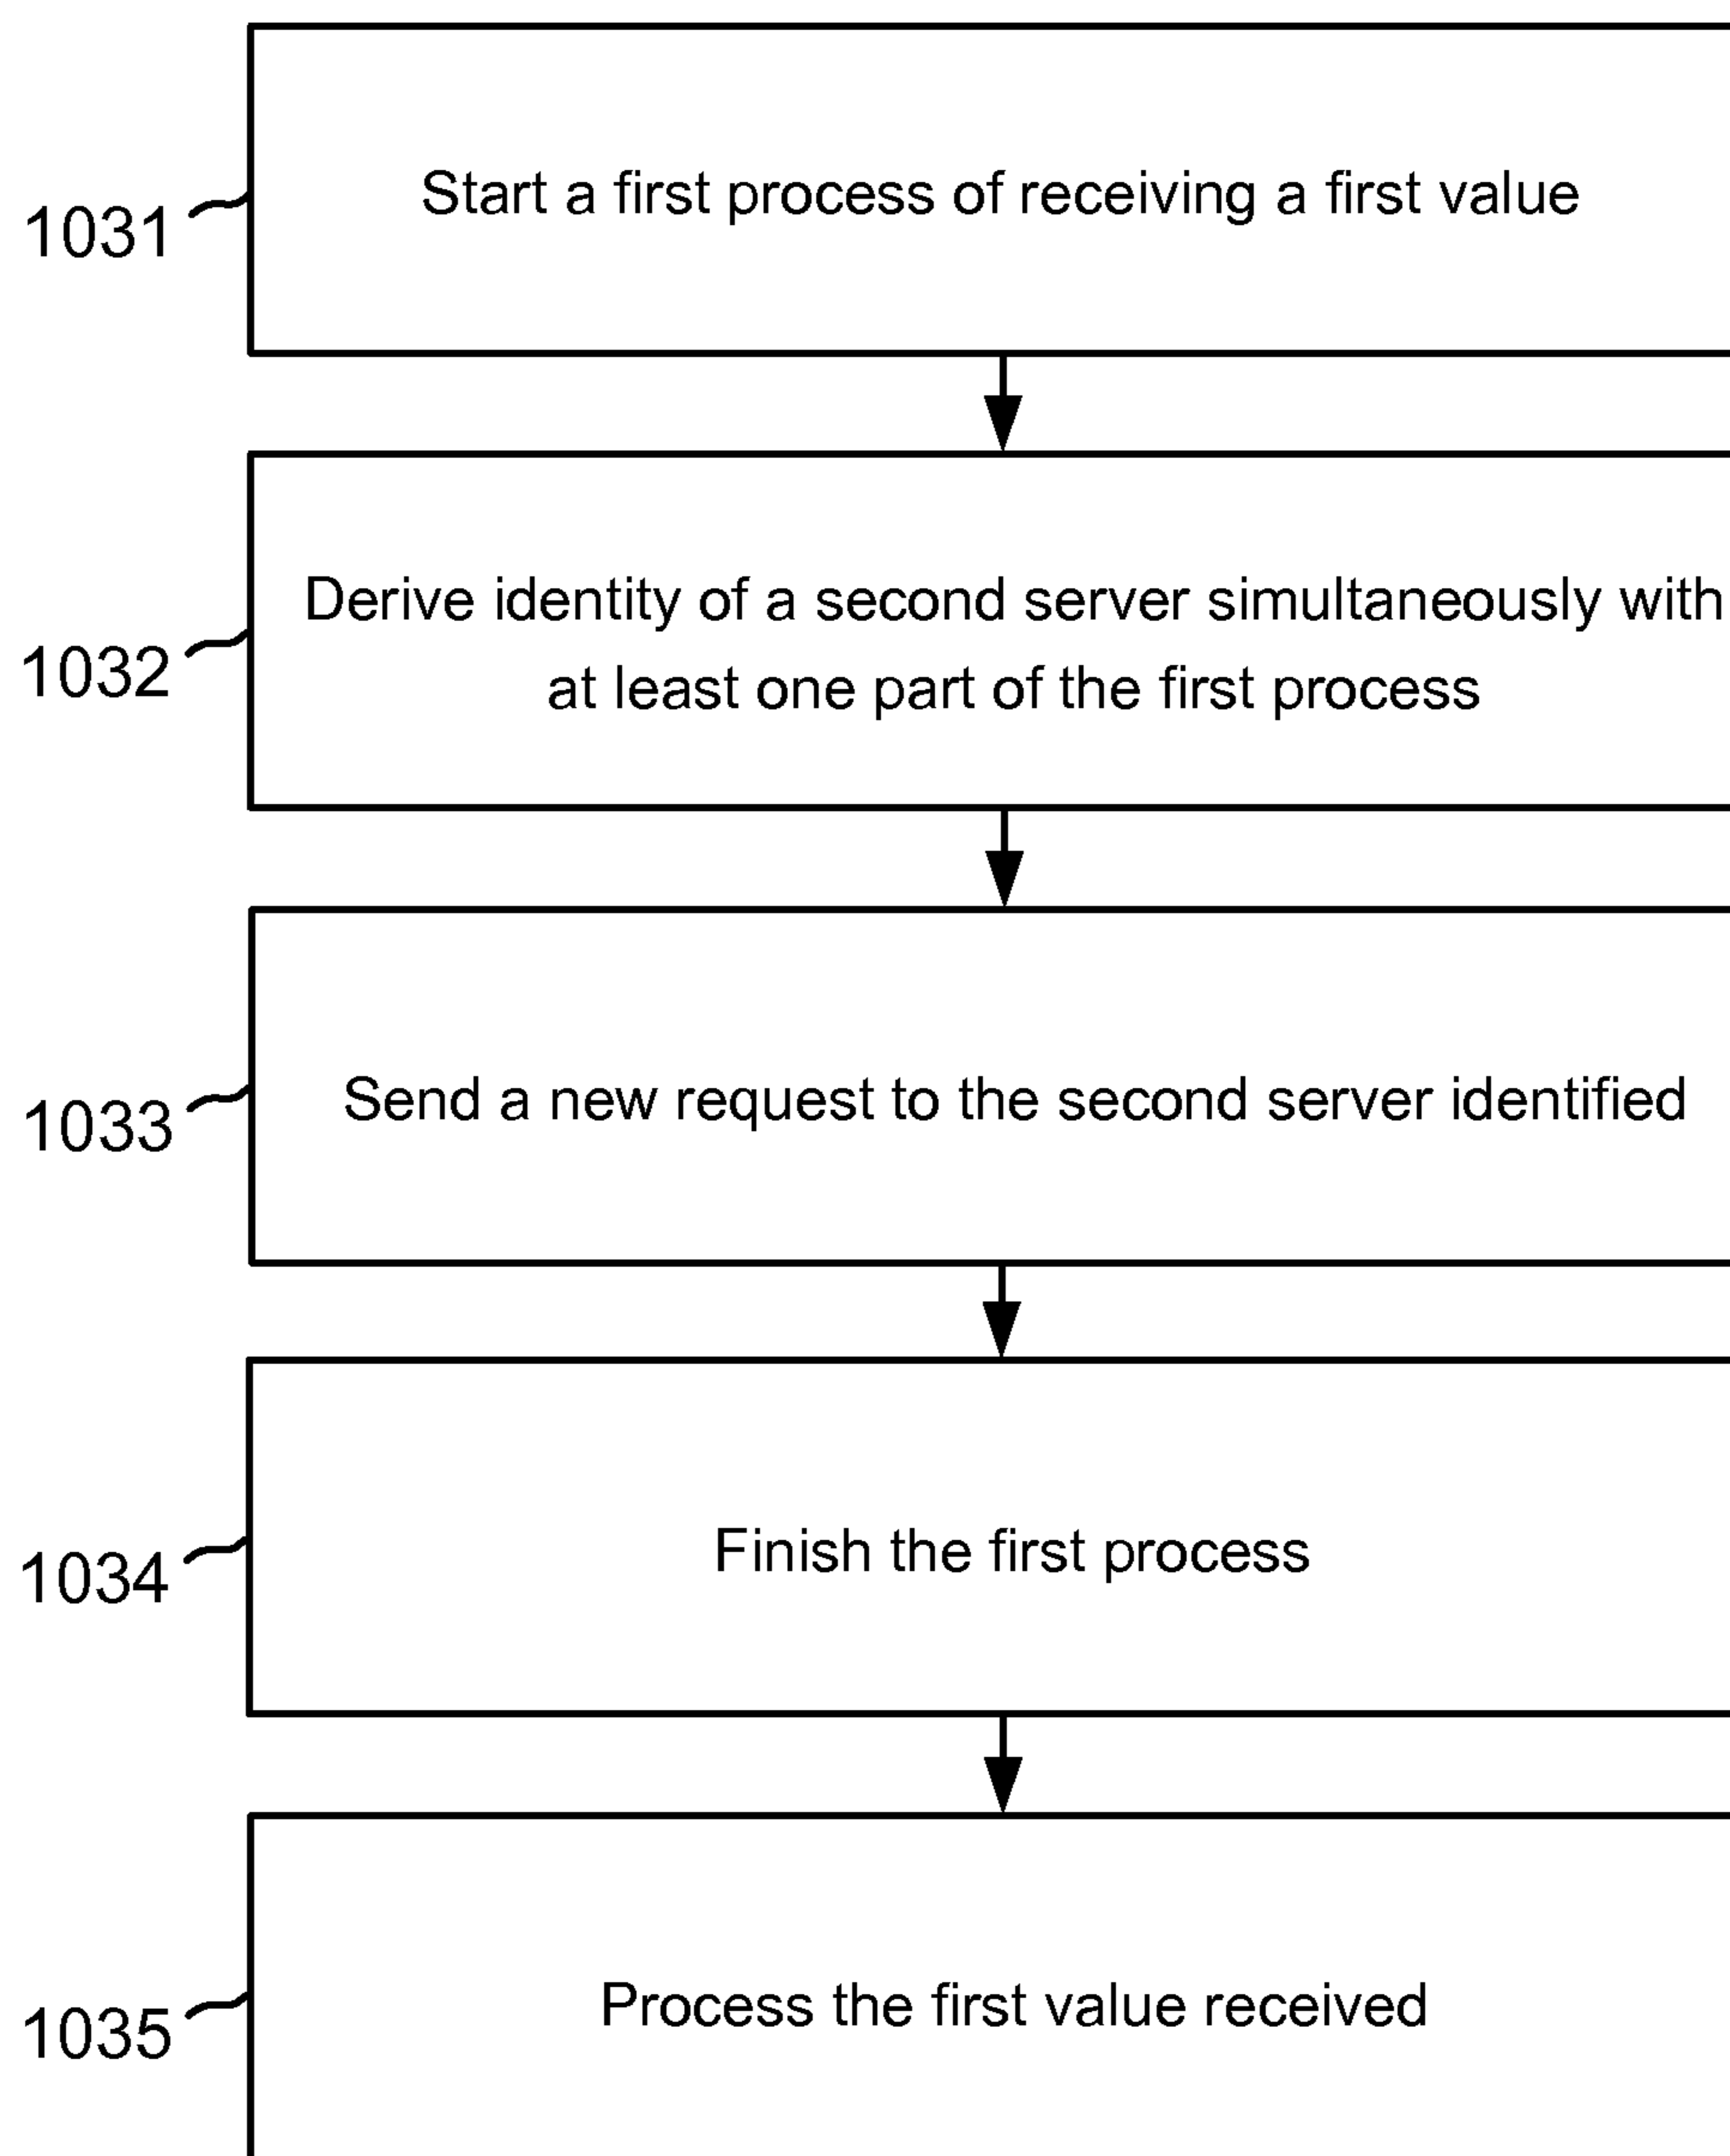 Start a first process of receiving a first value
1031
Derive identity of a second server simultaneously with
at least one part of the first process
1032
Send a new request to the second server identified
1033
Finish the first process
1034
Process the first value received
1035